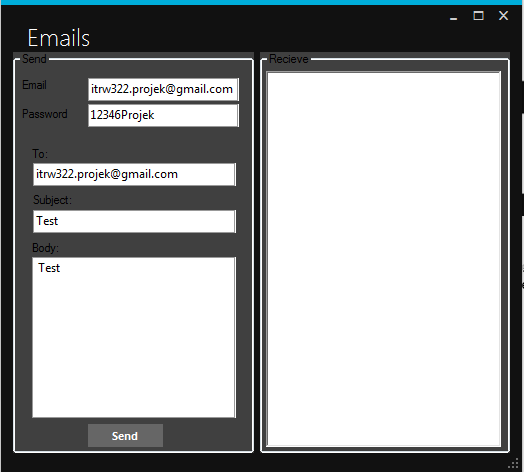 Emails
Send
Email
itrw322.projek@gmail.com
Password
12346Projek
To:
itrw322.projek@gmail.com
Subject:
Test
Body:
Test
Send
Recieve